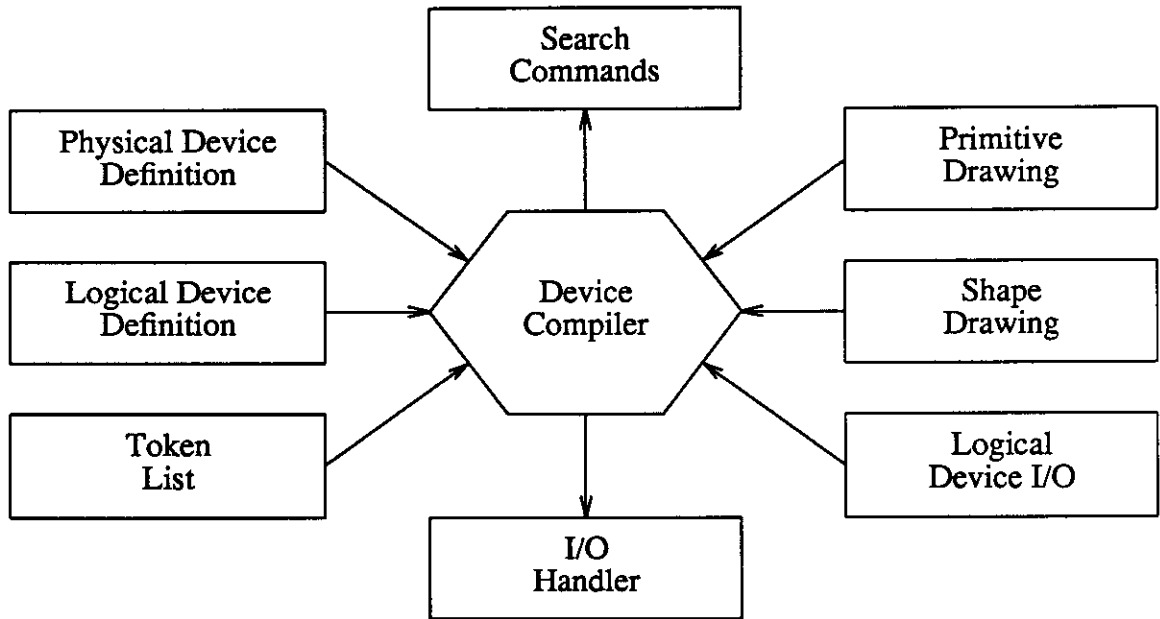 Search
Commands
Physical Device
Definition
Primitive
Drawing
Logical Device
Definition
Device
Compiler
Shape
Drawing
Token
List
Logical
Device I/O
I/O
Handler